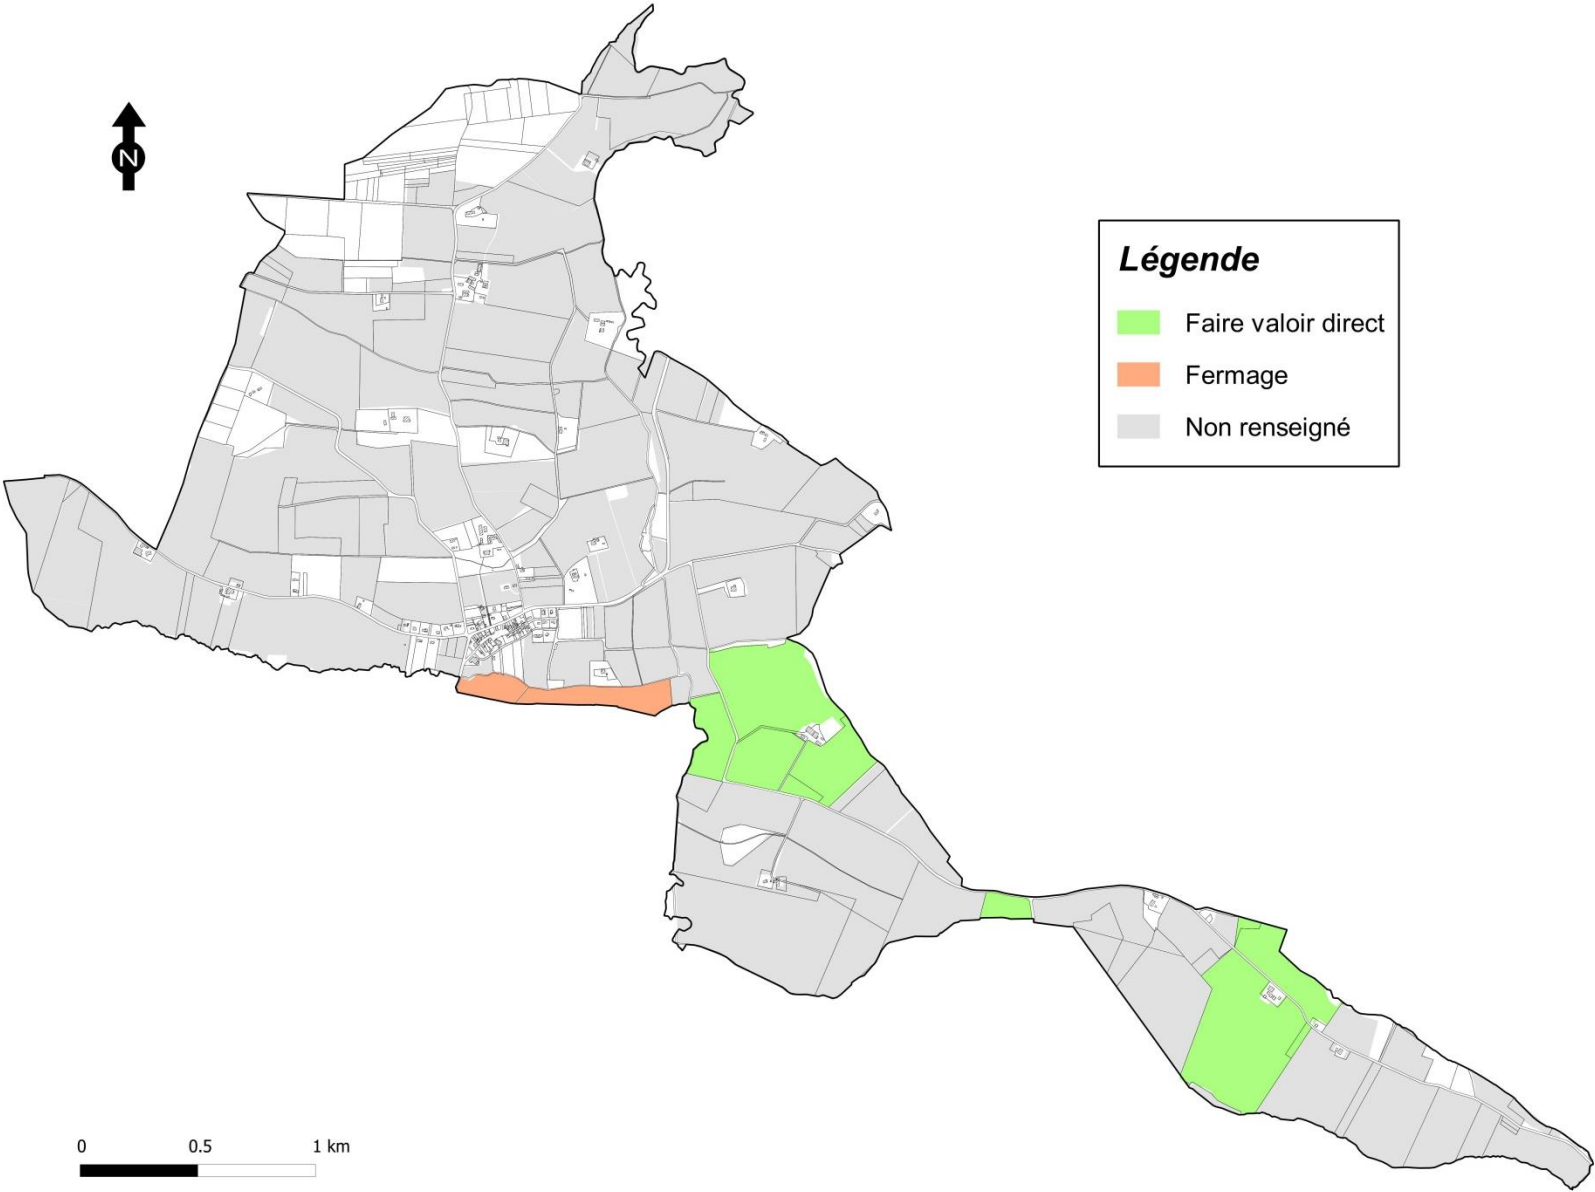 N
Légende
Faire valoir direct
Fermage
Non renseigné
0 0.5 1 km